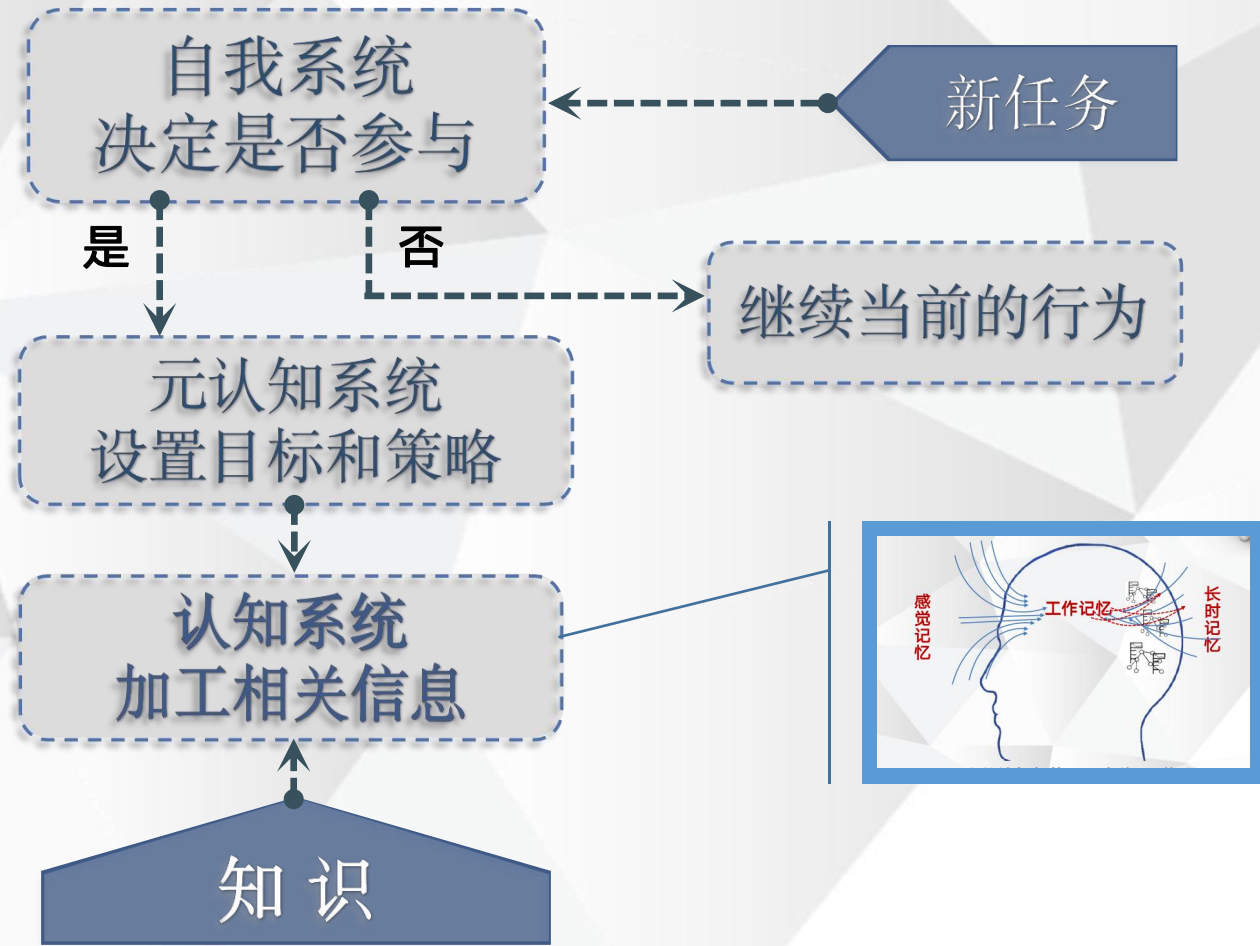 自我系统
决定是否参与
新任务
是
否
继续当前的行为
元认知系统
设置目标和策略
认知系统
加工相关信息
感觉记忆
工作记忆
长时记忆
知识